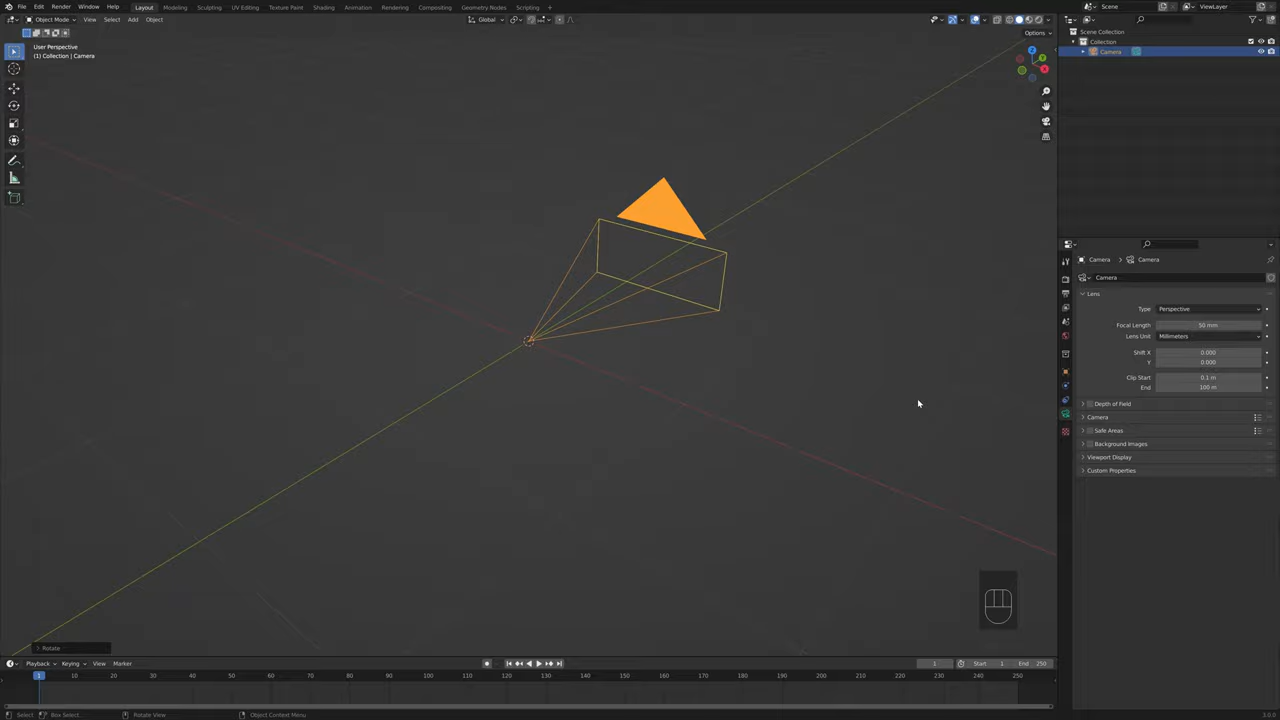 File Edit Render Window Help Layout Modeling Sculpting UV Editing Texture Paint Shading Animation Rendering Compositing Geometry Nodes Scripting Scene ViewLayer
Object Mode View Select Add Object Global
Options
User Perspective
(1) Collection | Camera
Z
Y
X
Scene Collection
Collection
Camera
Camera Camera
Camera
Lens
Type Perspective
Focal Length 50 mm
Lens Unit Millimeters
Shift X 0.000
Y 0.000
Clip Start 0.1 m
End 100 m
Depth of Field
Camera
Safe Areas
Background Images
Viewport Display
Custom Properties
Rotate
Playback Keying View Marker 1 Start 1 End 250
1 10 20 30 40 50 60 70 80 90 100 110 120 130 140 150 160 170 180 190 200 210 220 230 240 250
Select Box Select Rotate View Object Context Menu 3.0.0